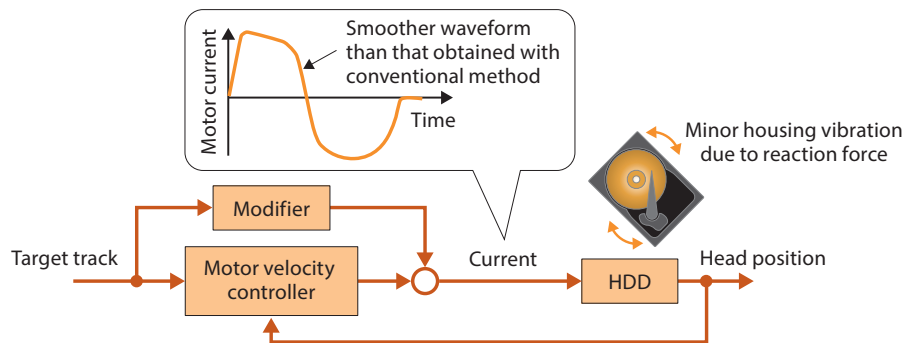 Motor current
Smoother waveform
than that obtained with
conventional method
Time
Minor housing vibration
due to reaction force
Modifier
Target track
Motor velocity
controller
Current
HDD
Head position